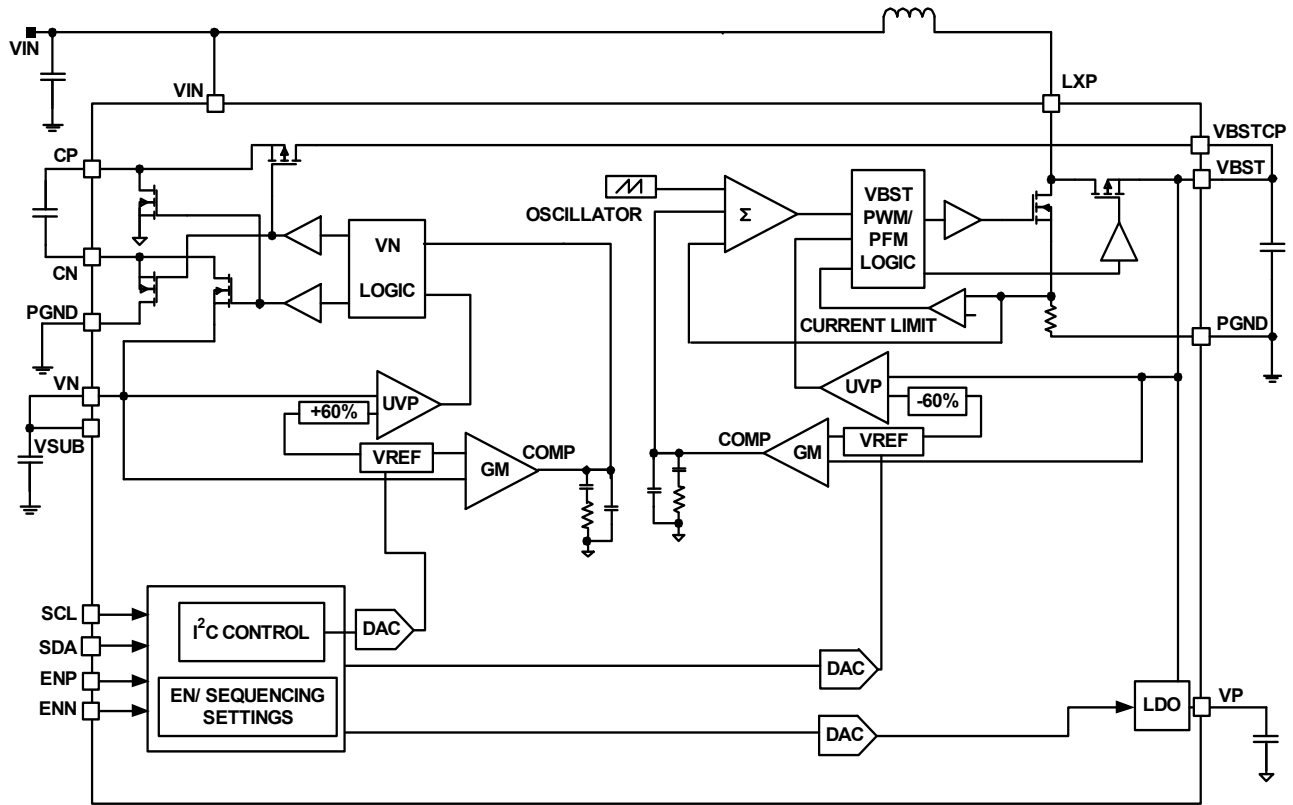 VIN
VIN
LXP
CP
VBSTCP
VBST
OSCILLATOR
Σ
VBST
PWM/
PFM
LOGIC
VN
LOGIC
CN
PGND
CURRENT LIMIT
PGND
VN
UVP
+60%
UVP
-60%
VSUB
VREF
GM
COMP
COMP
GM
VREF
SCL
SDA
ENP
ENN
I²C CONTROL
DAC
EN/ SEQUENCING
SETTINGS
DAC
DAC
LDO
VP